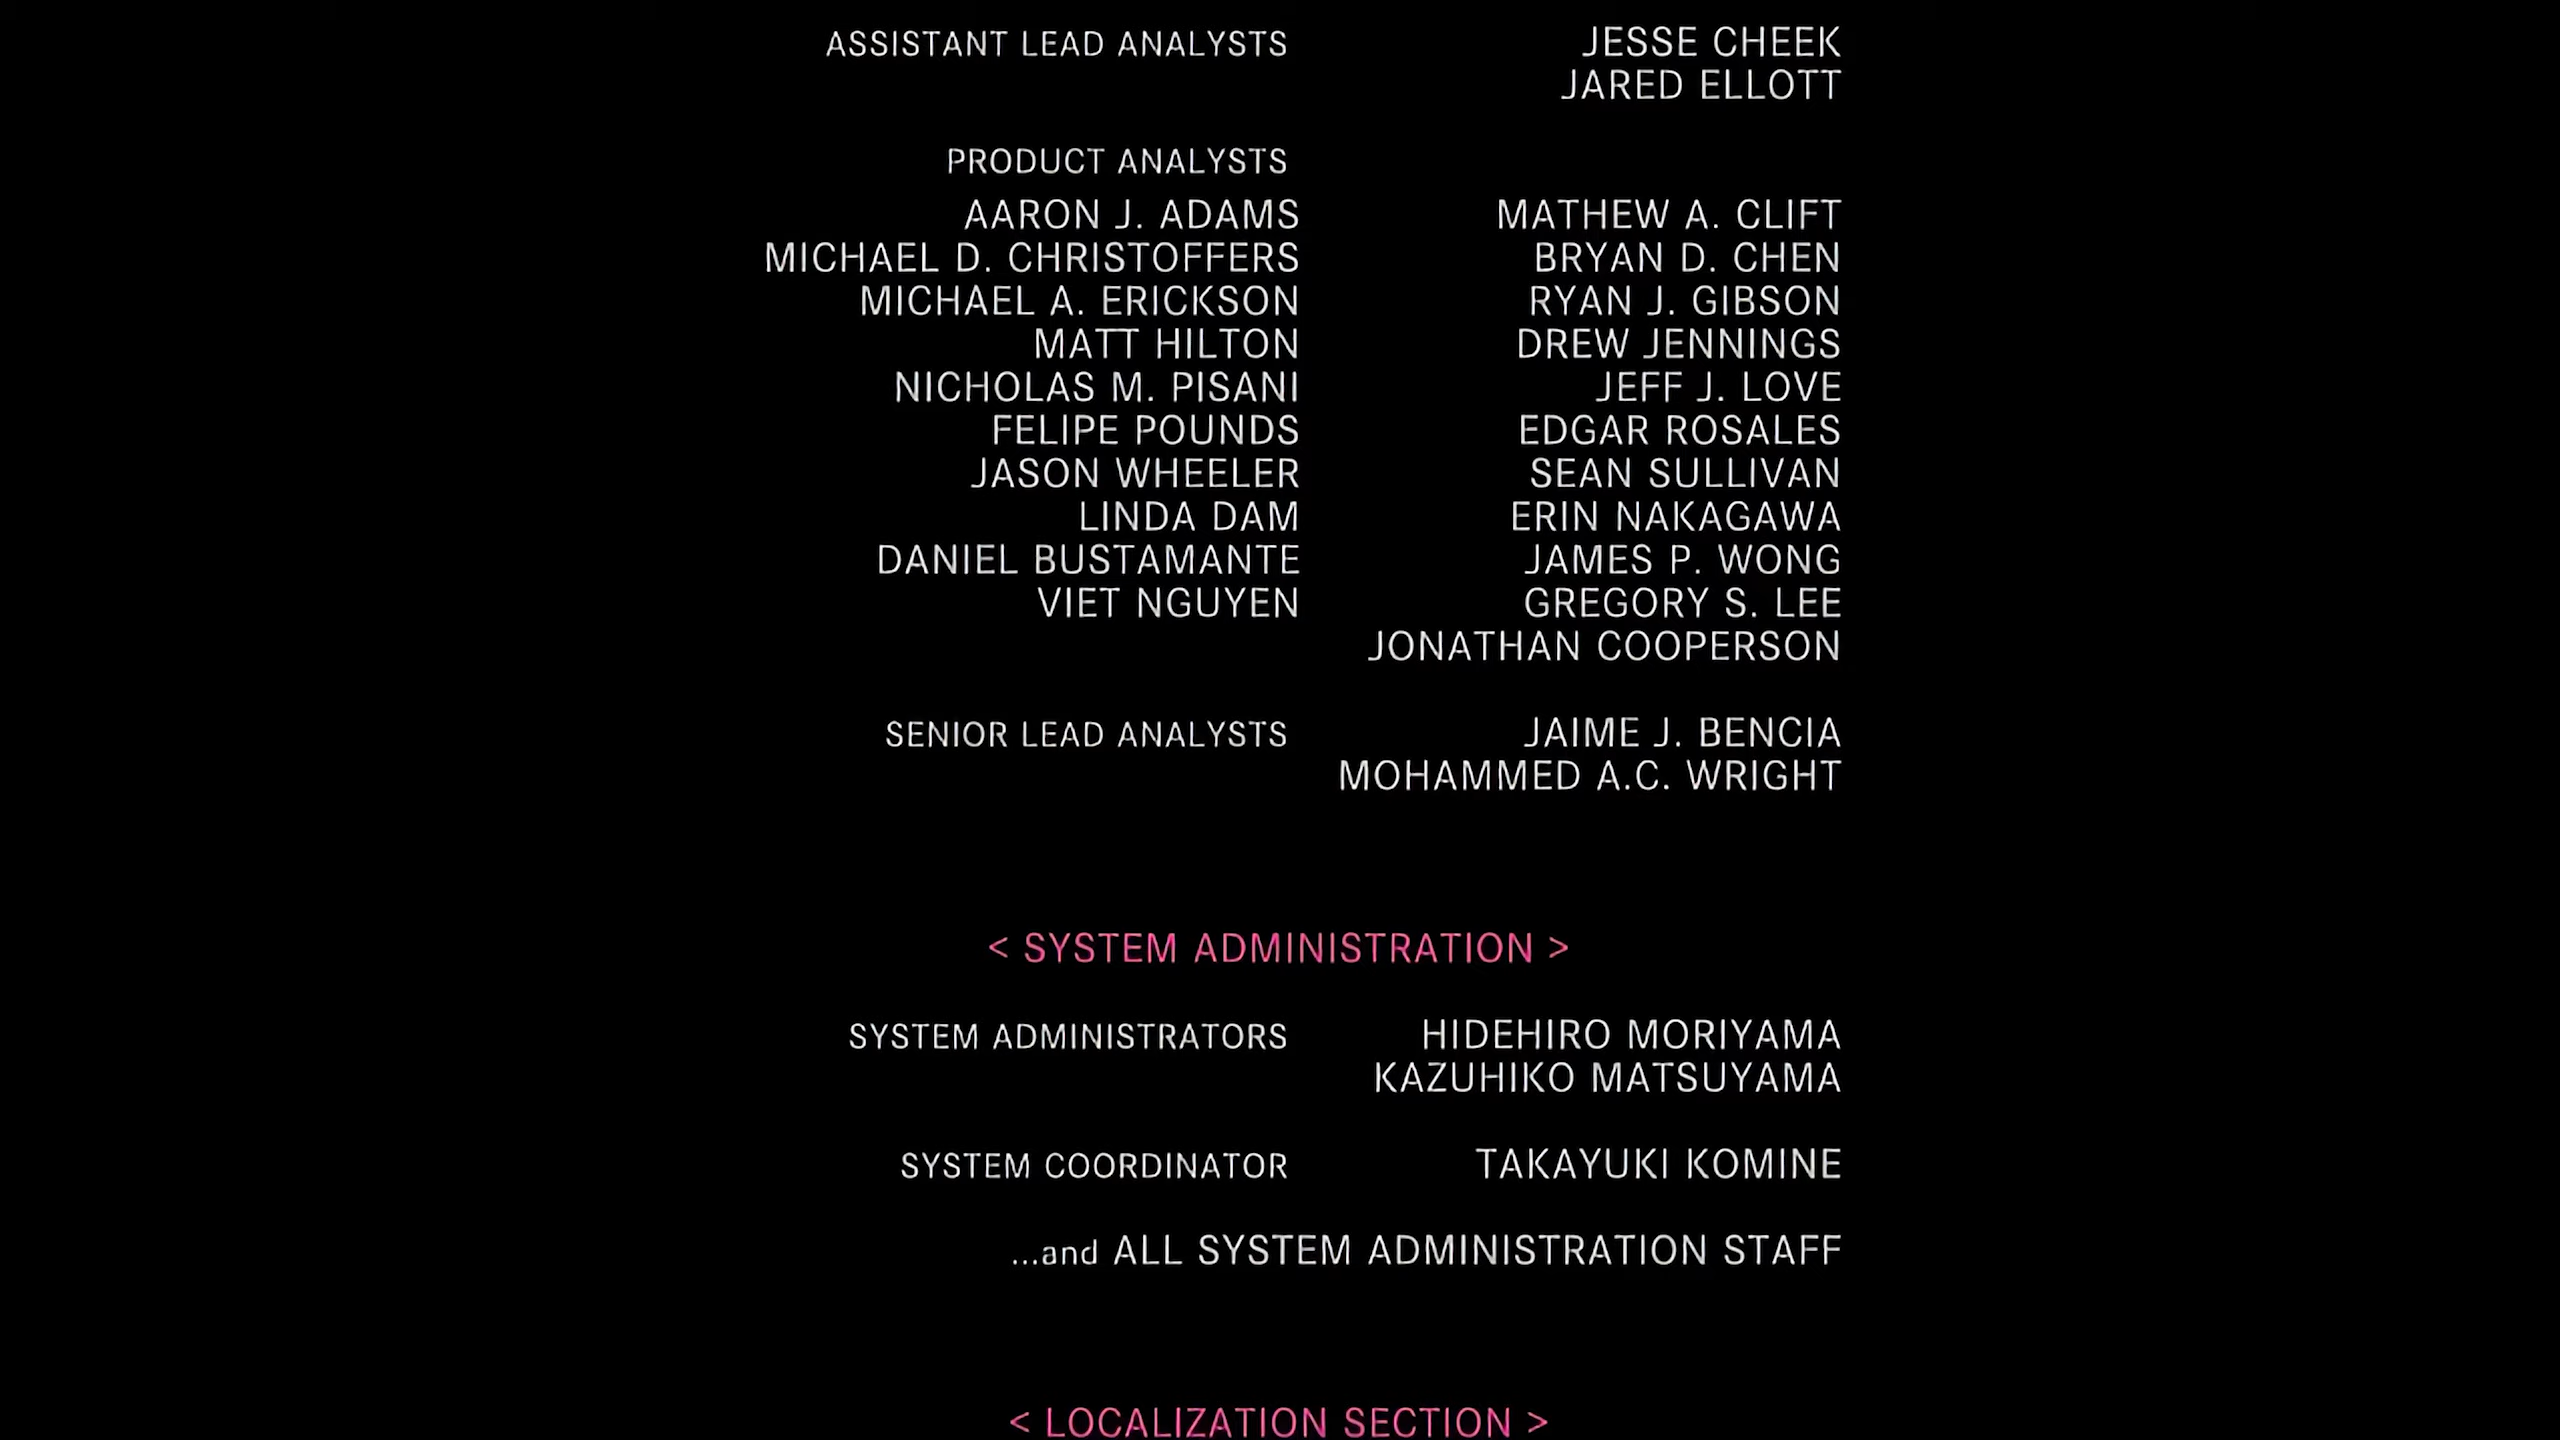 ASSISTANT LEAD ANALYSTS JESSE CHEEK
JARED ELLOTT
PRODUCT ANALYSTS
AARON J. ADAMS MATHEW A. CLIFT
MICHAEL D. CHRISTOFFERS BRYAN D. CHEN
MICHAEL A. ERICKSON RYAN J. GIBSON
MATT HILTON DREW JENNINGS
NICHOLAS M. PISANI JEFF J. LOVE
FELIPE POUNDS EDGAR ROSALES
JASON WHEELER SEAN SULLIVAN
LINDA DAM ERIN NAKAGAWA
DANIEL BUSTAMANTE JAMES P. WONG
VIET NGUYEN GREGORY S. LEE
JONATHAN COOPERSON
SENIOR LEAD ANALYSTS JAIME J. BENCIA
MOHAMMED A.C. WRIGHT
< SYSTEM ADMINISTRATION >
SYSTEM ADMINISTRATORS HIDEHIRO MORIYAMA
KAZUHIKO MATSUYAMA
SYSTEM COORDINATOR TAKAYUKI KOMINE
...and ALL SYSTEM ADMINISTRATION STAFF
< LOCALIZATION SECTION >